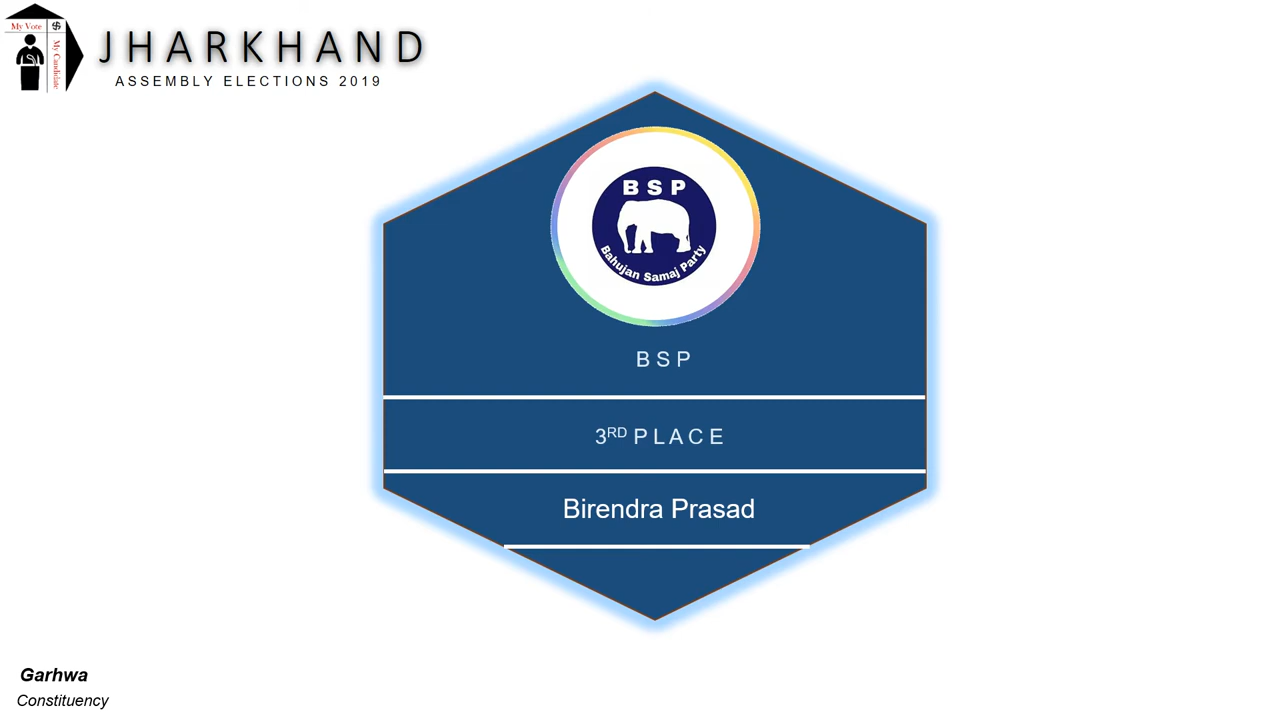 My Vote
My Candidate
JHARKHAND
ASSEMBLY ELECTIONS 2019
BSP
Bahujan Samaj Party
BSP
3RD PLACE
Birendra Prasad
Garhwa
Constituency